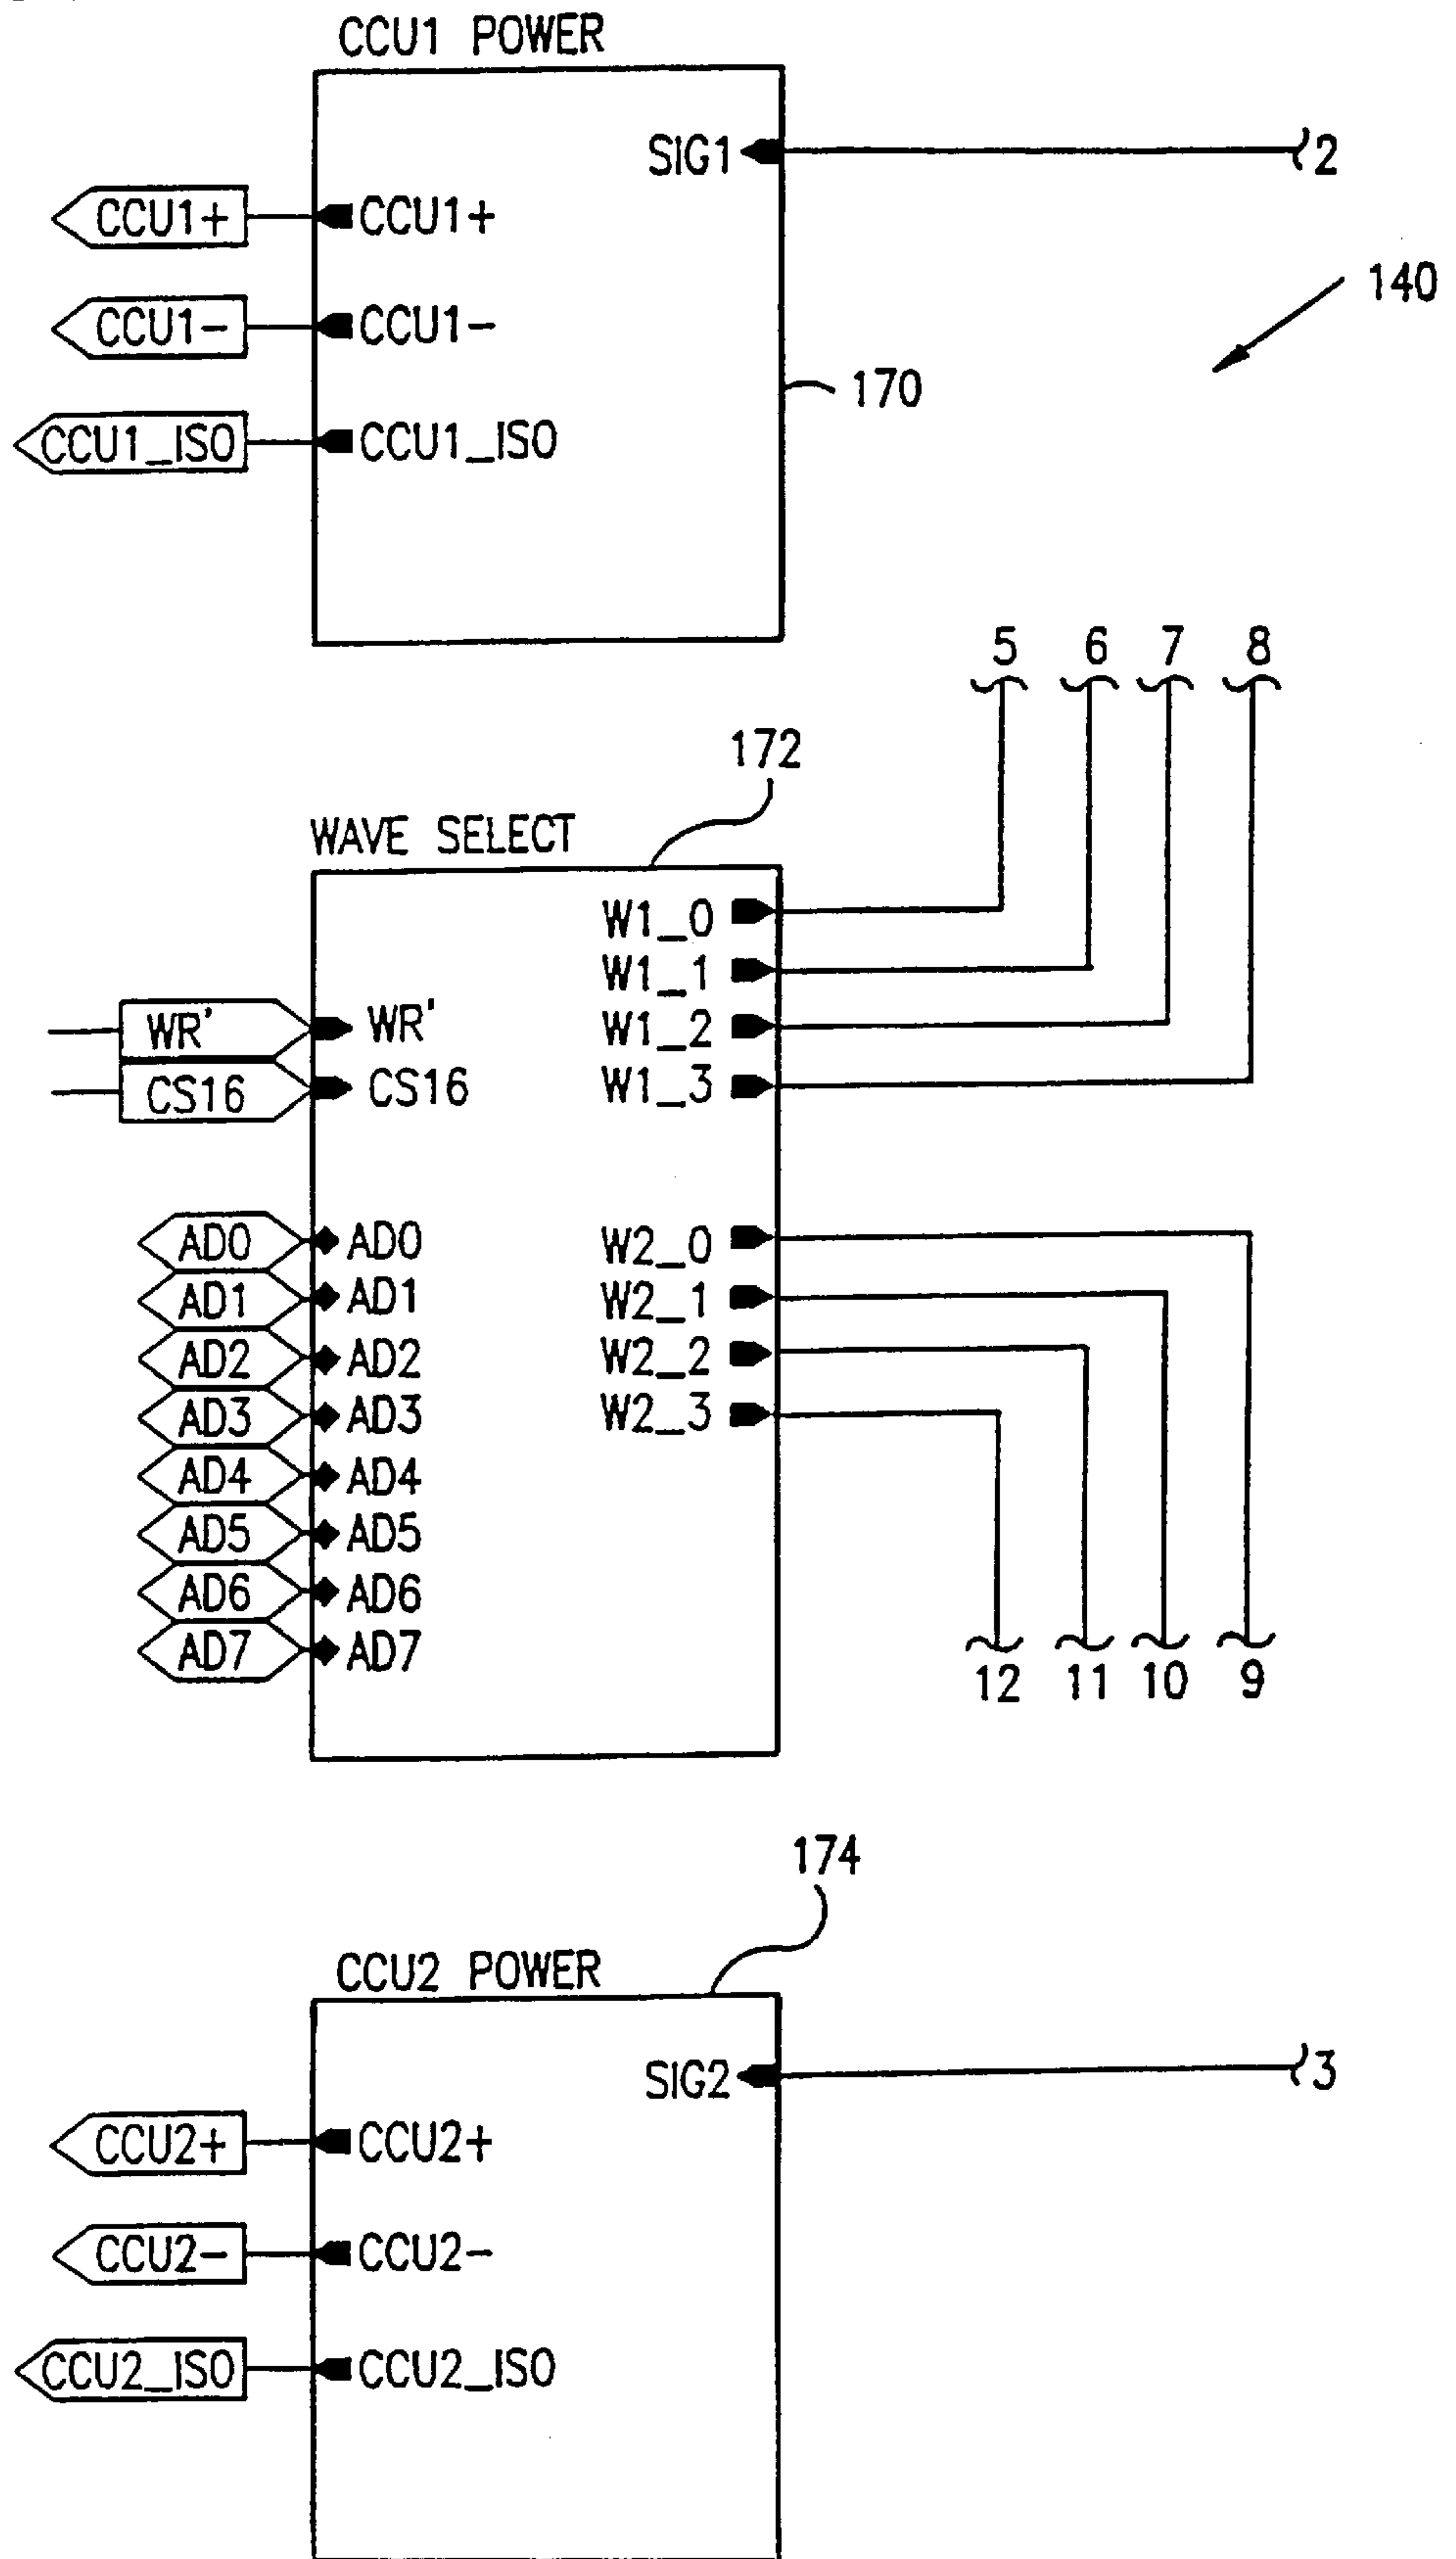 CCU1 POWER
SIG1 2
CCU1+ CCU1+
140
CCU1- CCU1-
170
CCU1_ISO CCU1_ISO
5 6 7 8
172
WAVE SELECT
W1_0
W1_1
WR' WR' W1_2
CS16 CS16 W1_3
AD0 AD0 W2_0
AD1 AD1 W2_1
AD2 AD2 W2_2
AD3 AD3 W2_3
AD4 AD4
AD5 AD5
AD6 AD6
AD7 AD7
12 11 10 9
174
CCU2 POWER
SIG2 3
CCU2+ CCU2+
CCU2- CCU2-
CCU2_ISO CCU2_ISO